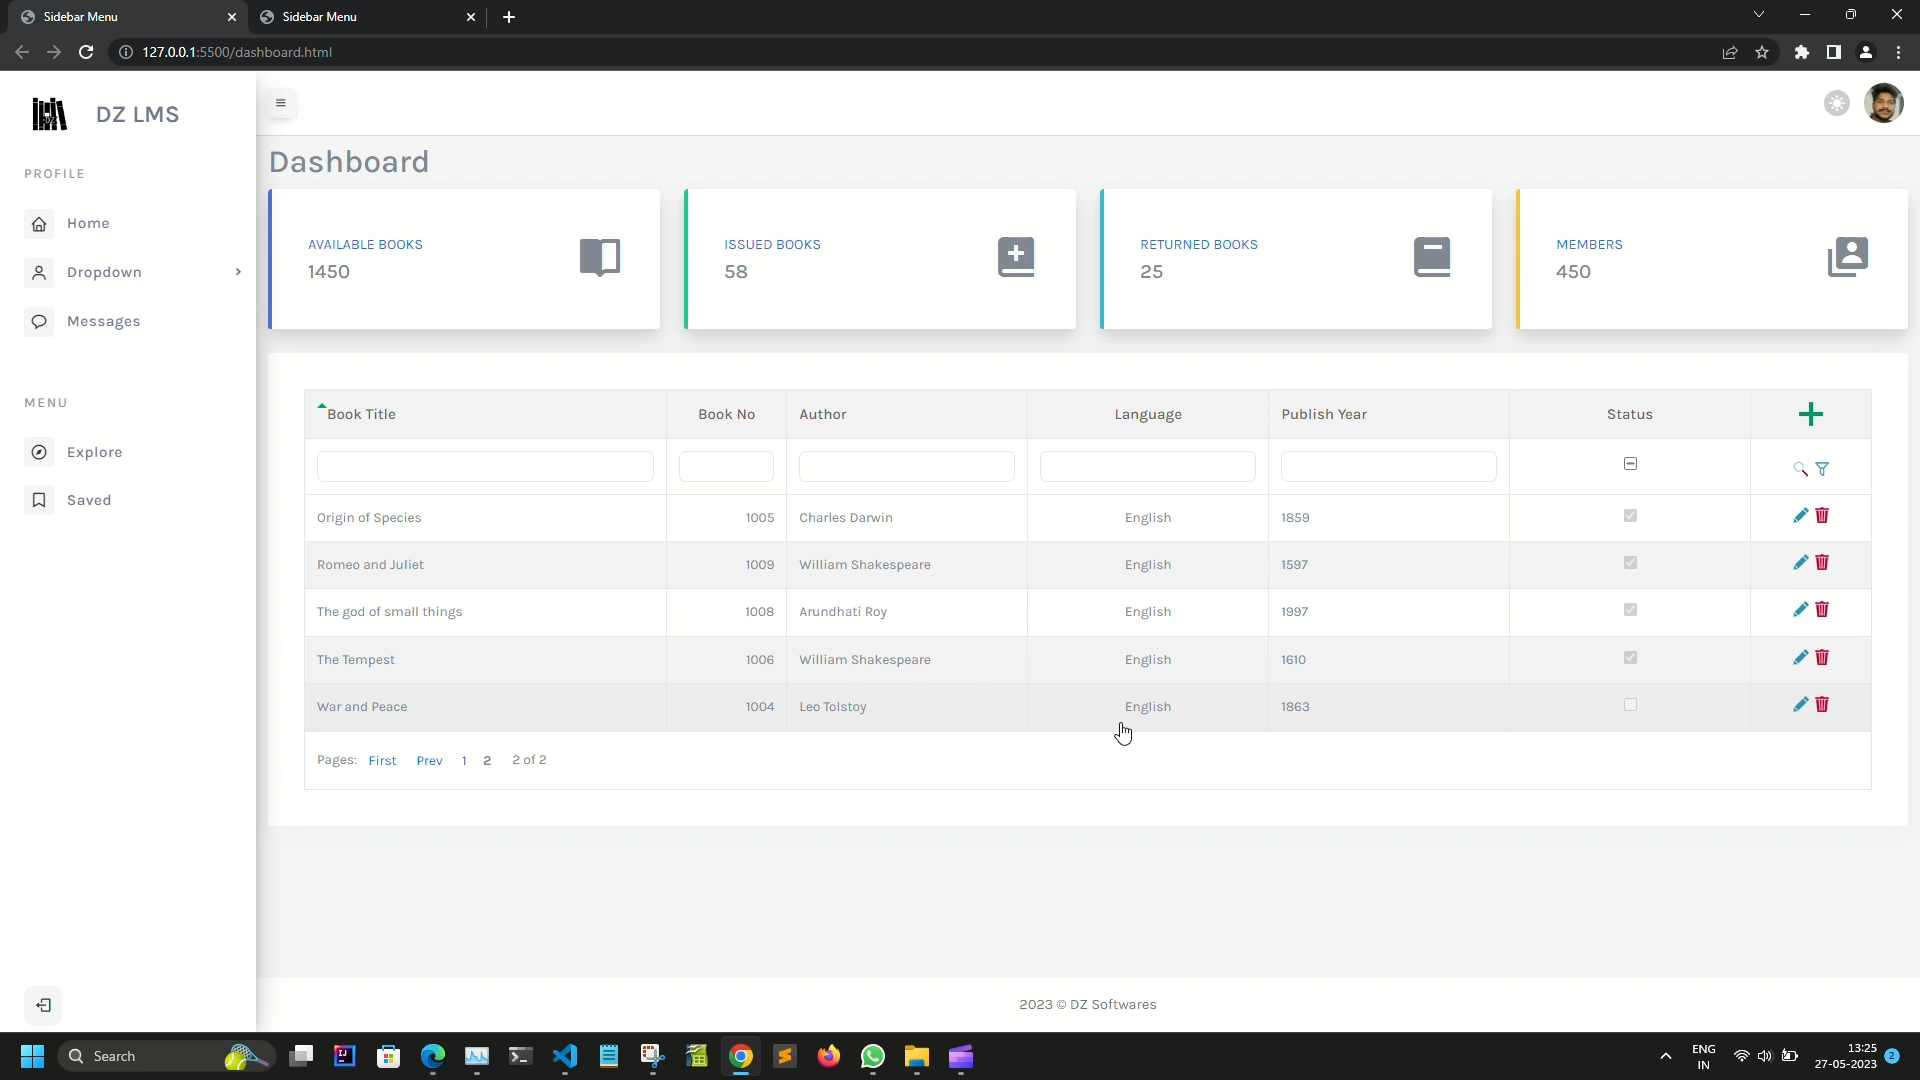 Sidebar Menu
Sidebar Menu
127.0.0.1:5500/dashboard.html
DZ LMS
PROFILE
Home
Dropdown
Messages
MENU
Explore
Saved
Dashboard
AVAILABLE BOOKS
1450
ISSUED BOOKS
58
RETURNED BOOKS
25
MEMBERS
450
Book Title Book No Author Language Publish Year Status
Origin of Species 1005 Charles Darwin English 1859
Romeo and Juliet 1009 William Shakespeare English 1597
The god of small things 1008 Arundhati Roy English 1997
The Tempest 1006 William Shakespeare English 1610
War and Peace 1004 Leo Tolstoy English 1863
Pages: First Prev 1 2 2 of 2
2023 © DZ Softwares
Search
ENG
IN
13:25
27-05-2023
2